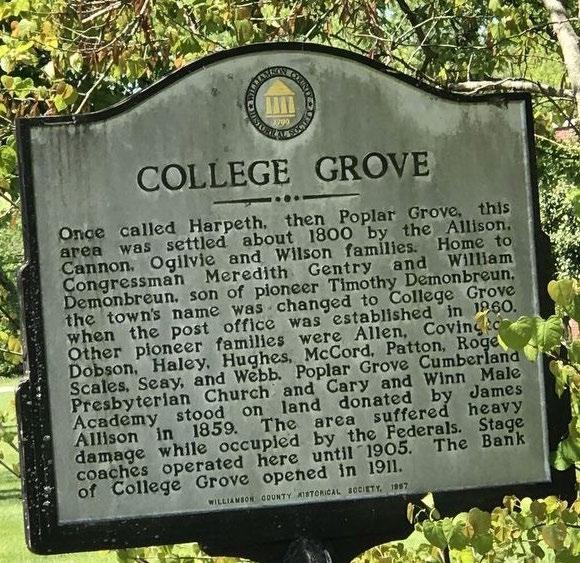 WILLIAMSON COUNTY
1799
HISTORICAL SOCIETY
COLLEGE GROVE
Once called Harpeth, then Poplar Grove, this
area was settled about 1800 by the Allison,
Cannon, Ogilvie and Wilson families. Home to
Congressman Meredith Gentry and William
Demonbreun, son of pioneer Timothy Demonbreun,
the town's name was changed to College Grove
when the post office was established in 1860.
Other pioneer families were Allen, Covington,
Dobson, Haley, Hughes, McCord, Patton, Rogers,
Scales, Seay, and Webb. Poplar Grove Cumberland
Presbyterian Church and Cary and Winn Male
Academy stood on land donated by James
Allison in 1859. The area suffered heavy
damage while occupied by the Federals. Stage
coaches operated here until 1905. The Bank
of College Grove opened in 1911.
WILLIAMSON COUNTY HISTORICAL SOCIETY, 1997